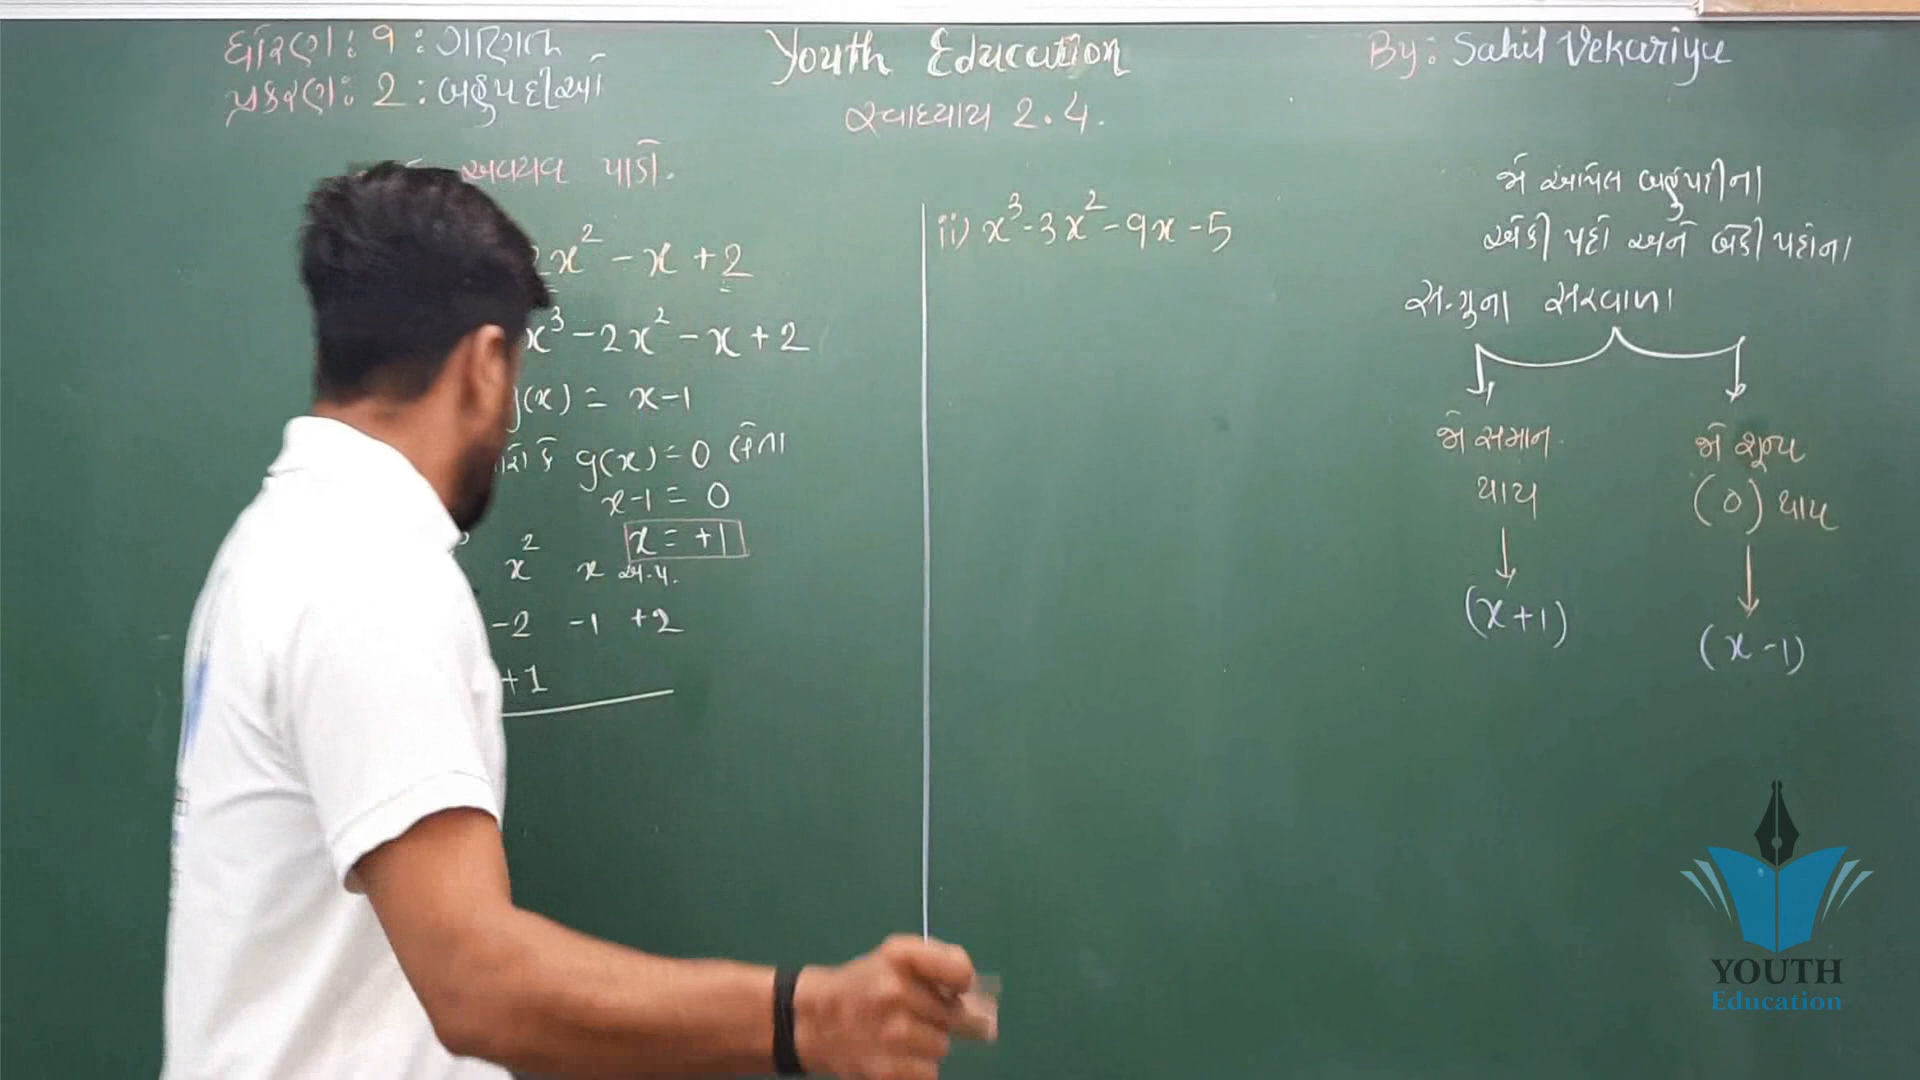 ધોરણ : 9 : ગણિત
પ્રકરણ : 2 : બહુપદીઓ
Youth Education
સ્વાધ્યાય 2.4.
By: Sahil Vekariya
અવયવ પાડો.
2x² - x + 2
x³ - 2x² - x + 2
g(x) = x-1
કે g(x) = 0 લેતા
x-1 = 0
x = +1
x² x અ.પ.
-2 -1 +2
+1
ii) x³ - 3x² - 9x - 5
જો આપેલ બહુપદીના
એકી પદો અને બેકી પદોના
સ.ગુના સરવાળા
જો સમાન
થાય
(x+1)
જો શૂન્ય
(0) થાય
(x-1)
YOUTH
Education